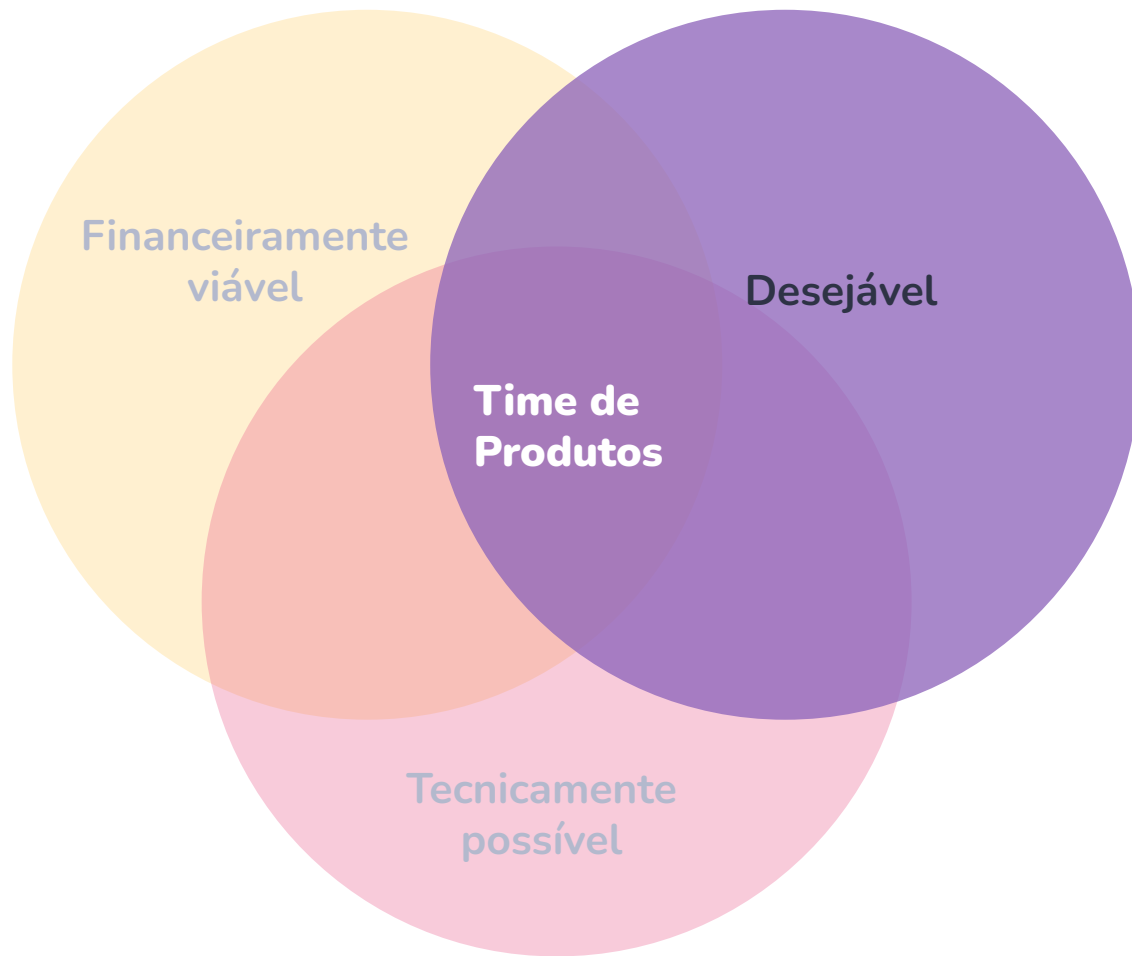 Financeiramente
viável
Desejável
Time de
Produtos
Tecnicamente
possível